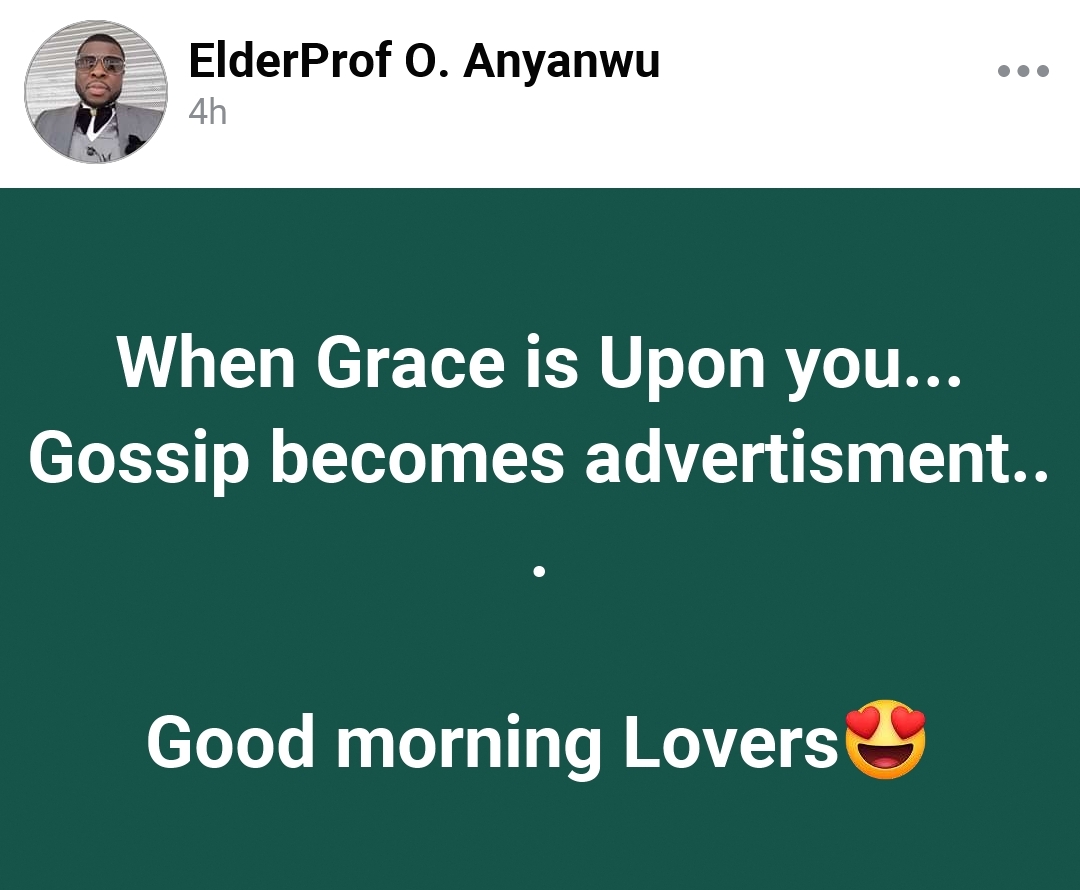 ElderProf O. Anyanwu
4h
When Grace is Upon you...
Gossip becomes advertisment..
.
Good morning Lovers😍